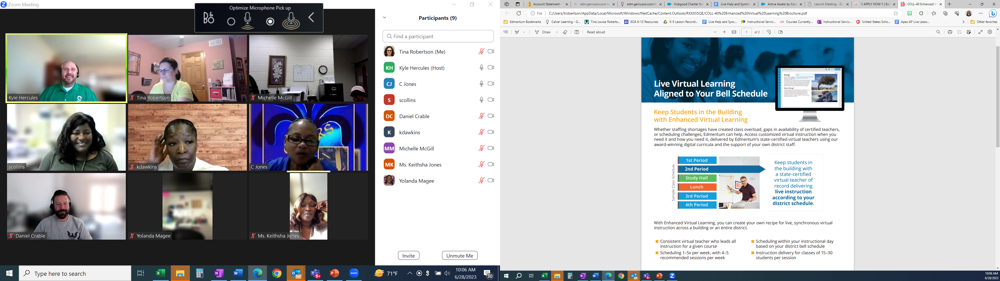 Zoom Meeting
Optimize Microphone Pick up
B&O
Kyle Hercules
Tina Robertson
Michelle McGill
scollins
kdawkins
C Jones
Daniel Crable
Yolanda Magee
Ms. Keithsha Jones
Participants (9)
Find a participant
Tina Robertson (Me)
KH Kyle Hercules (Host)
CJ C Jones
S scollins
DC Daniel Crable
K kdawkins
MM Michelle McGill
MK Ms. Keithsha Jones
Yolanda Magee
Invite
Unmute Me
Type here to search
9+
zoom
71°F
10:06 AM
6/28/2023
30
Account Statement -
edm.geniussis.com
edm.geniussis.com/A
Hobgood Charter Sch
Live Help and Synchr
Active Assets by Corp
Launch Meeting - Zo
!! APPLY NOW !! | Ea
COLL-40 Enhanced V
File
C:/Users/trobertson/AppData/Local/Microsoft/Windows/INetCache/Content.Outlook/RXXX55QE/COLL-40%20Enhanced%20Virtual%20Learning%20Brochure.pdf
Edmentum Bookmarks
Calver Learning - G...
Tina Louise Roberts...
EOA 6-12 Resources
K-5 Lesson Recordi...
Live Help and Sync...
Instructional Servic...
Courses Currently...
Instructional Servic...
United States Scho...
Apex AP Live Lesso...
Other favorites
Draw
Read aloud
1 of 2
Live Virtual Learning
Aligned to Your Bell Schedule
Energy
What is Energy?
Keep Students in the Building
with Enhanced Virtual Learning
Whether staffing shortages have created class overload, gaps in availability of certified teachers,
or scheduling challenges, Edmentum can help. Access customized virtual instruction when you
need it and how you need it, delivered by Edmentum's state-certified virtual teachers using our
award-winning digital curricula and the support of your own district staff.
Sample Class Schedule
1st Period
2nd Period
Study Hall
Lunch
3rd Period
4th Period
Keep students in
the building with
a state-certified
virtual teacher of
record delivering
live instruction
according to your
district schedule.
With Enhanced Virtual Learning, you can create your own recipe for live, synchronous virtual
instruction across a building or an entire district.
Consistent virtual teacher who leads all
instruction for a given course
Scheduling 1–5x per week, with 4–5
recommended sessions per week
Scheduling within your instructional day
based on your district bell schedule
Instruction delivery for classes of 15–30
students per session
10:06 AM
6/28/2023